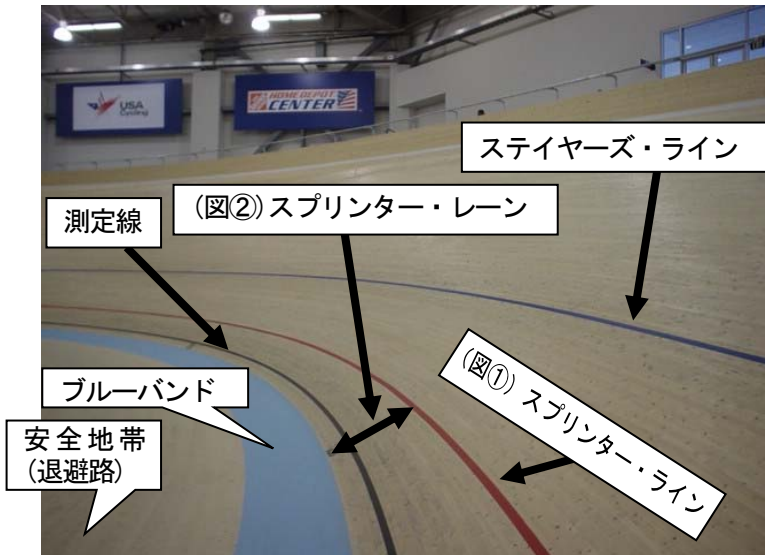 USA
Cycling
HOME DEPOT
CENTER
ステイヤーズ・ライン
(図②)スプリンター・レーン
測定線
(図①) スプリンター・ライン
ブルーバンド
安全地帯
(退避路)